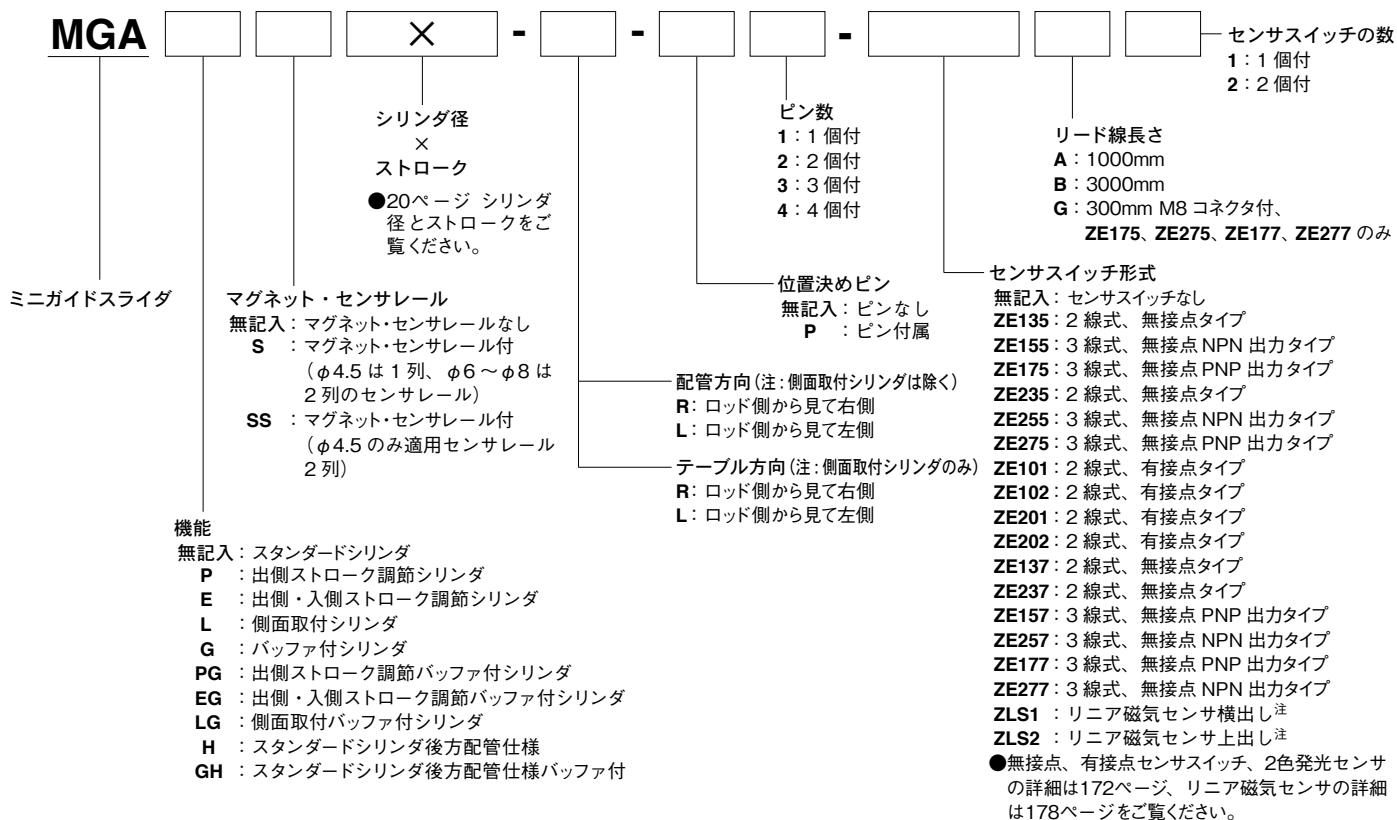 MGA × - - -
センサスイッチの数
1：1 個付
2：2 個付
リード線長さ
A：1000mm
B：3000mm
G：300mm M8 コネクタ付、
ZE175、ZE275、ZE177、ZE277 のみ
ピン数
1：1 個付
2：2 個付
3：3 個付
4：4 個付
シリンダ径
×
ストローク
●20ページ シリンダ
径とストロークをご
覧ください。
ミニガイドスライダ
マグネット・センサレール
無記入：マグネット・センサレールなし
S ：マグネット・センサレール付
（φ4.5 は 1 列、φ6～φ8 は
2 列のセンサレール）
SS ：マグネット・センサレール付
（φ4.5 のみ適用センサレール
2 列）
位置決めピン
無記入：ピンなし
P ：ピン付属
配管方向（注：側面取付シリンダは除く）
R：ロッド側から見て右側
L：ロッド側から見て左側
テーブル方向（注：側面取付シリンダのみ）
R：ロッド側から見て右側
L：ロッド側から見て左側
機能
無記入：スタンダードシリンダ
P ：出側ストローク調節シリンダ
E ：出側・入側ストローク調節シリンダ
L ：側面取付シリンダ
G ：バッファ付シリンダ
PG ：出側ストローク調節バッファ付シリンダ
EG ：出側・入側ストローク調節バッファ付シリンダ
LG ：側面取付バッファ付シリンダ
H ：スタンダードシリンダ後方配管仕様
GH ：スタンダードシリンダ後方配管仕様バッファ付
センサスイッチ形式
無記入：センサスイッチなし
ZE135：2 線式、無接点タイプ
ZE155：3 線式、無接点 NPN 出力タイプ
ZE175：3 線式、無接点 PNP 出力タイプ
ZE235：2 線式、無接点タイプ
ZE255：3 線式、無接点 NPN 出力タイプ
ZE275：3 線式、無接点 PNP 出力タイプ
ZE101：2 線式、有接点タイプ
ZE102：2 線式、有接点タイプ
ZE201：2 線式、有接点タイプ
ZE202：2 線式、有接点タイプ
ZE137：2 線式、無接点タイプ
ZE237：2 線式、無接点タイプ
ZE157：3 線式、無接点 PNP 出力タイプ
ZE257：3 線式、無接点 NPN 出力タイプ
ZE177：3 線式、無接点 PNP 出力タイプ
ZE277：3 線式、無接点 NPN 出力タイプ
ZLS1 ：リニア磁気センサ横出し注
ZLS2 ：リニア磁気センサ上出し注
●無接点、有接点センサスイッチ、2色発光センサ
の詳細は172ページ、リニア磁気センサの詳細
は178ページをご覧ください。